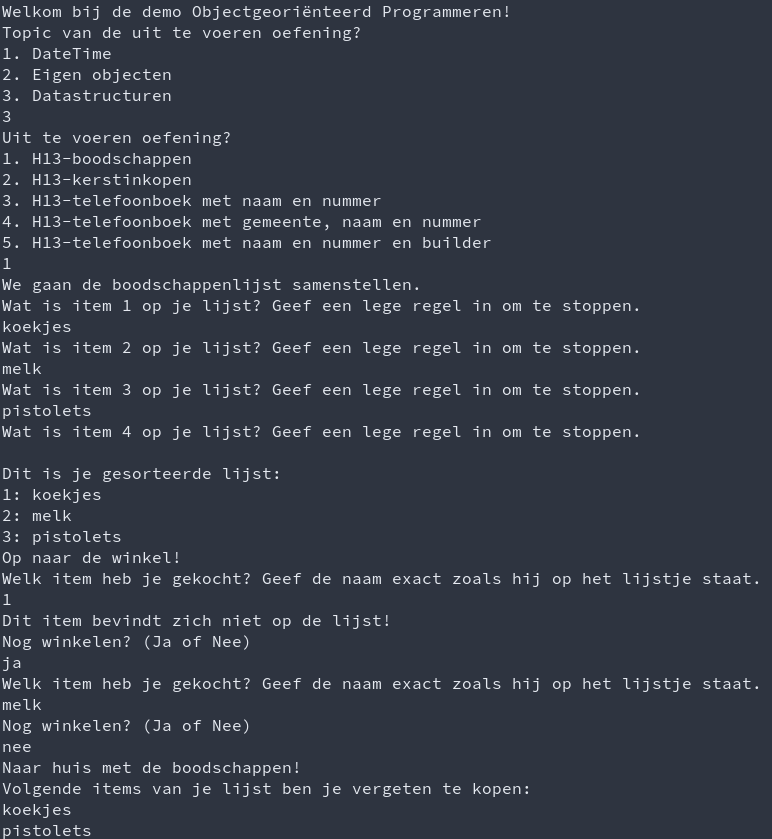 Welkom bij de demo Objectgeoriënteerd Programmeren!
Topic van de uit te voeren oefening?
1. DateTime
2. Eigen objecten
3. Datastructuren
3
Uit te voeren oefening?
1. H13-boodschappen
2. H13-kerstinkopen
3. H13-telefoonboek met naam en nummer
4. H13-telefoonboek met gemeente, naam en nummer
5. H13-telefoonboek met naam en nummer en builder
1
We gaan de boodschappenlijst samenstellen.
Wat is item 1 op je lijst? Geef een lege regel in om te stoppen.
koekjes
Wat is item 2 op je lijst? Geef een lege regel in om te stoppen.
melk
Wat is item 3 op je lijst? Geef een lege regel in om te stoppen.
pistolets
Wat is item 4 op je lijst? Geef een lege regel in om te stoppen.

Dit is je gesorteerde lijst:
1: koekjes
2: melk
3: pistolets
Op naar de winkel!
Welk item heb je gekocht? Geef de naam exact zoals hij op het lijstje staat.
1
Dit item bevindt zich niet op de lijst!
Nog winkelen? (Ja of Nee)
ja
Welk item heb je gekocht? Geef de naam exact zoals hij op het lijstje staat.
melk
Nog winkelen? (Ja of Nee)
nee
Naar huis met de boodschappen!
Volgende items van je lijst ben je vergeten te kopen:
koekjes
pistolets